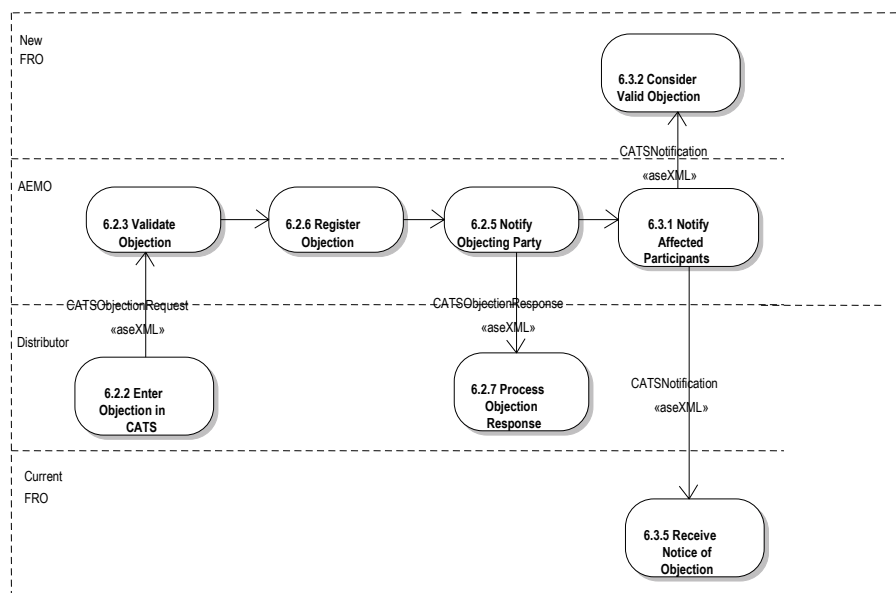 New
FRO
6.3.2 Consider
Valid Objection
CATSNotification
«aseXML»
AEMO
6.2.3 Validate
Objection
6.2.6 Register
Objection
6.2.5 Notify
Objecting Party
6.3.1 Notify
Affected
Participants
CATSObjectionRequest
«aseXML»
CATSObjectionResponse
«aseXML»
Distributor
6.2.2 Enter
Objection in
CATS
6.2.7 Process
Objection
Response
CATSNotification
«aseXML»
Current
FRO
6.3.5 Receive
Notice of
Objection